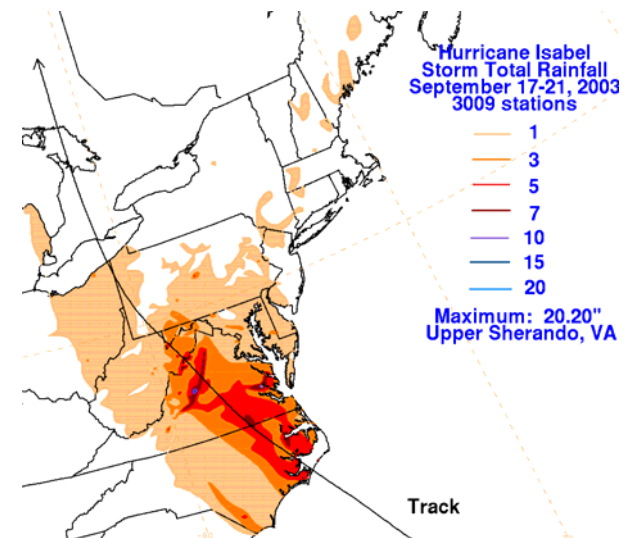 Hurricane Isabel
Storm Total Rainfall
September 17-21, 2003
3009 stations
1
3
5
7
10
15
20
Maximum: 20.20"
Upper Sherando, VA
Track